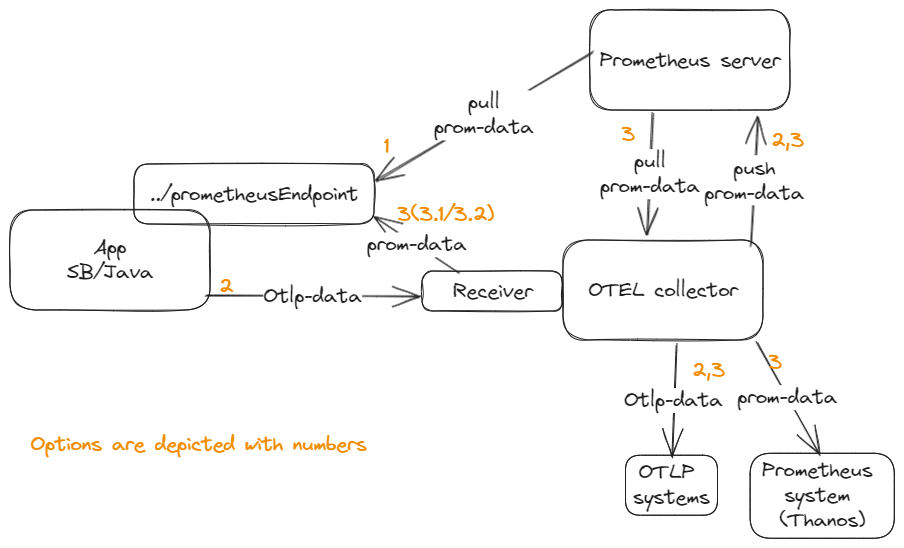 Prometheus server
pull
prom-data
1
3
pull
prom-data
2,3
push
prom-data
../prometheusEndpoint
3(3.1/3.2)
prom-data
App
SB/Java
2
Otlp-data
Receiver
OTEL collector
2,3
Otlp-data
3
prom-data
Options are depicted with numbers
OTLP
systems
Prometheus
system
(Thanos)